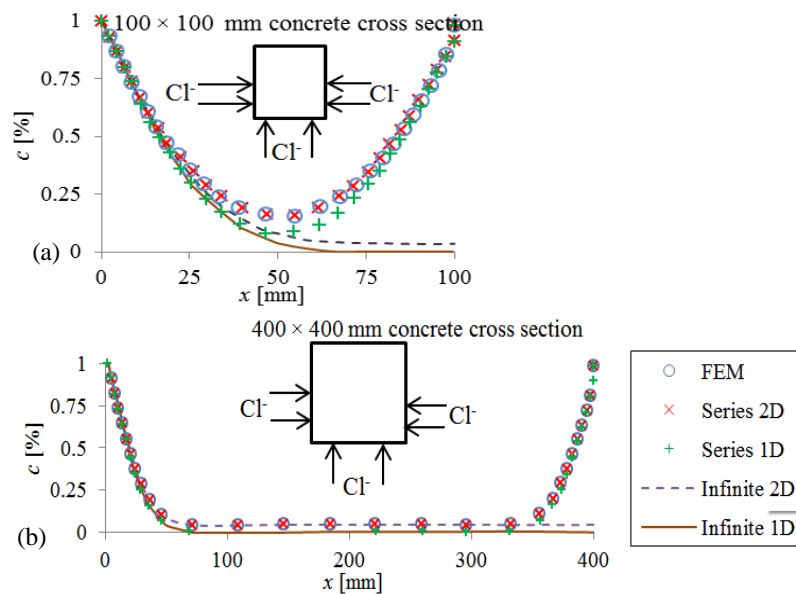 100 × 100 mm concrete cross section
1
0.75
0.5
0.25
0
c [%]
Cl-
Cl-
Cl-
(a)
0
25
50
75
100
x [mm]
400 × 400 mm concrete cross section
1
0.75
0.5
0.25
0
c [%]
Cl-
Cl-
Cl-
(b)
0
100
200
300
400
x [mm]
FEM
Series 2D
Series 1D
Infinite 2D
Infinite 1D